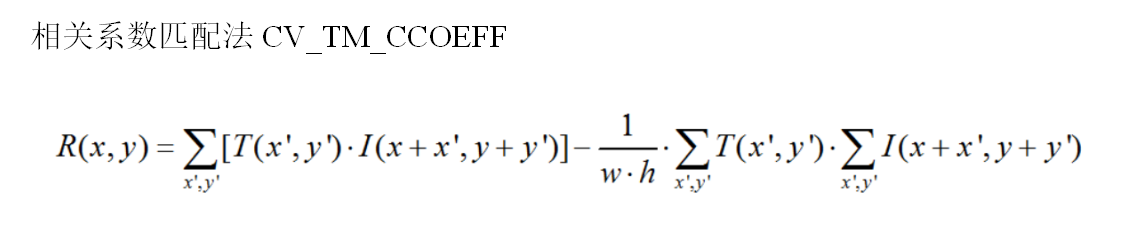 相关系数匹配法 CV_TM_CCOEFF
R(x,y) = ∑[T(x',y')·I(x+x',y+y')] − 1/(w·h) · ∑T(x',y')·∑I(x+x',y+y')
x',y' x',y' x',y'